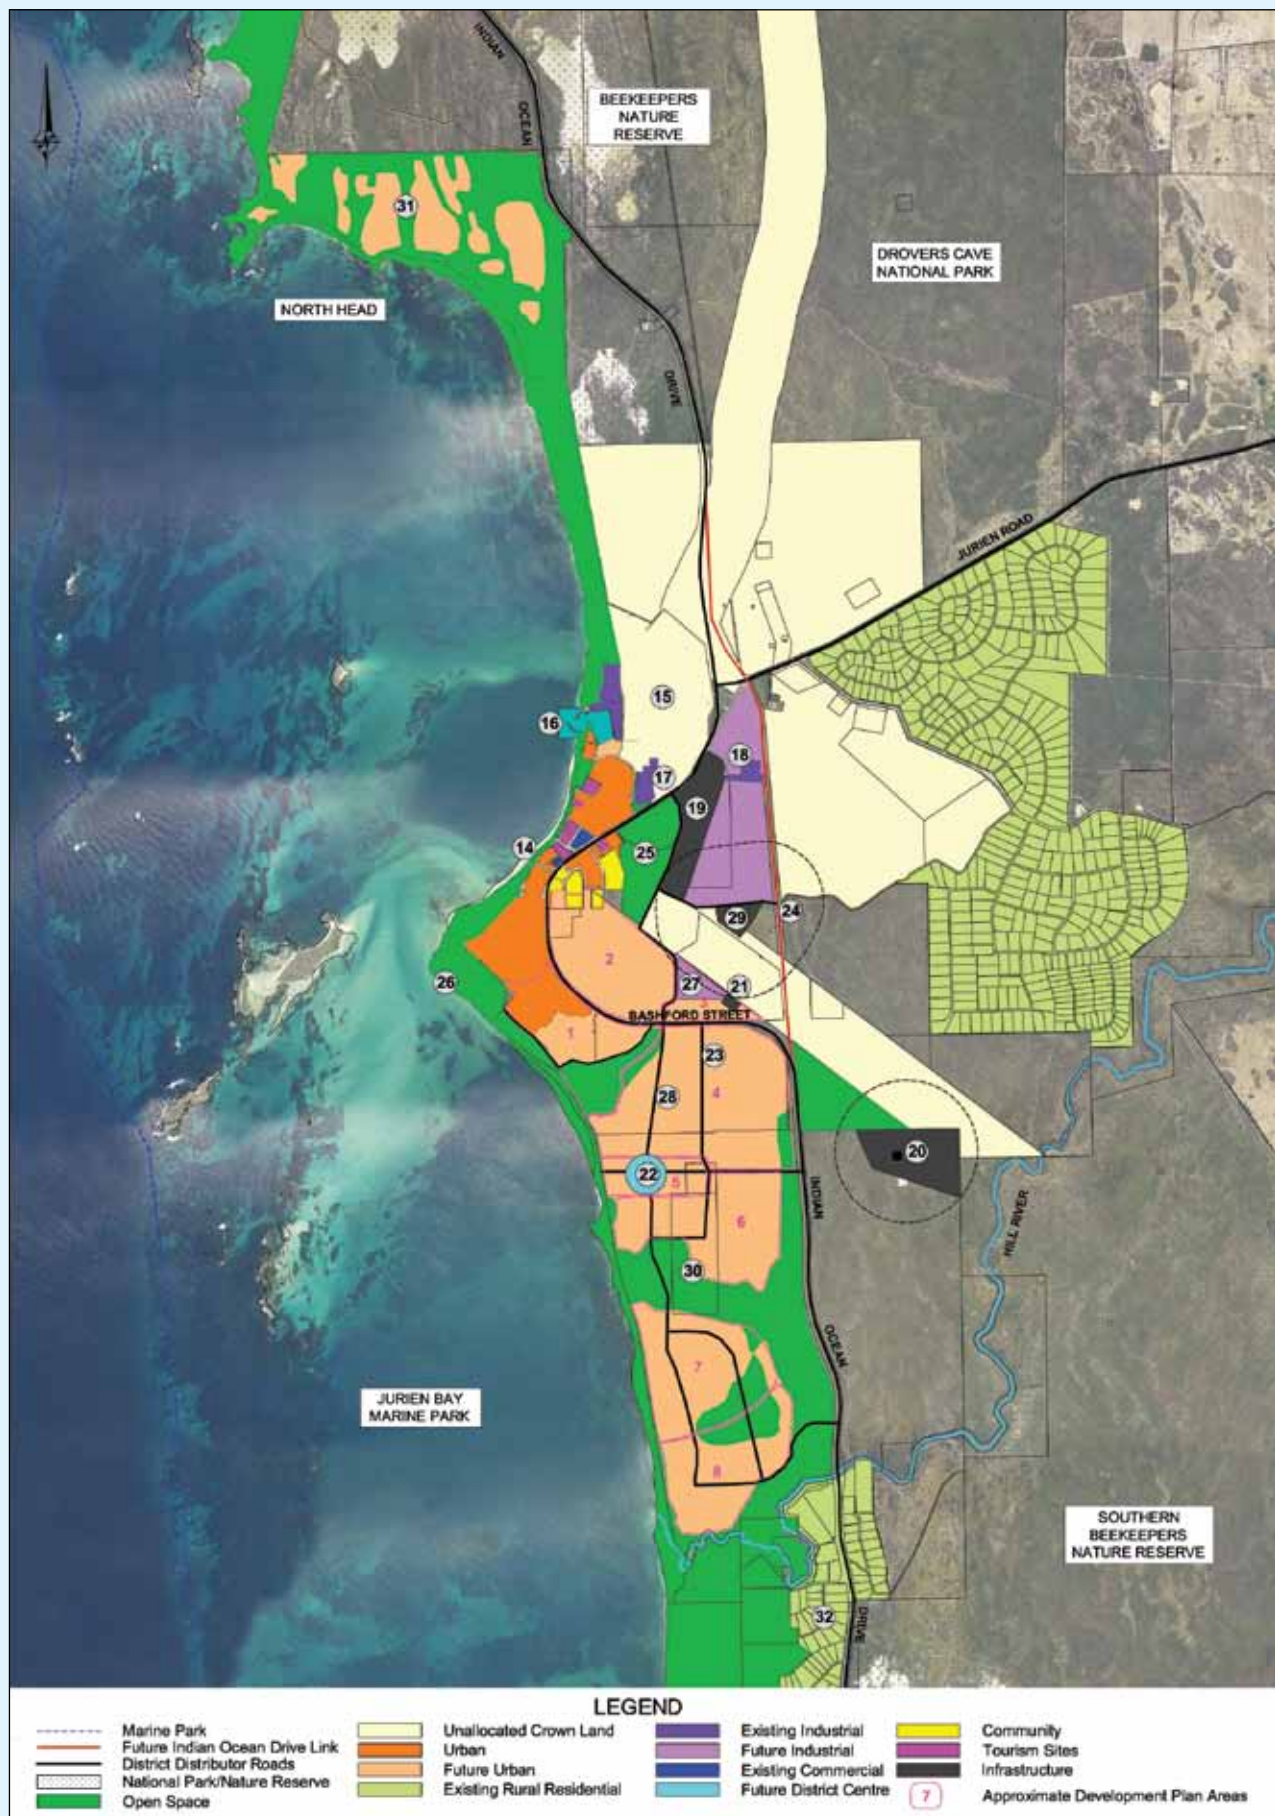 INDIAN
OCEAN
DRIVE
BEEKEEPERS
NATURE
RESERVE
31
DROVERS CAVE
NATIONAL PARK
NORTH HEAD
JURIEN ROAD
15
16
18
17
19
14
25
24
29
2
26
27
21
3
BASHFORD STREET
1
23
28
4
20
22
5
INDIAN
HILL RIVER
6
30
OCEAN
7
JURIEN BAY
MARINE PARK
8
SOUTHERN
BEEKEEPERS
NATURE RESERVE
32
DRIVE
LEGEND
Marine Park
Future Indian Ocean Drive Link
District Distributor Roads
National Park/Nature Reserve
Open Space
Unallocated Crown Land
Urban
Future Urban
Existing Rural Residential
Existing Industrial
Future Industrial
Existing Commercial
Future District Centre
Community
Tourism Sites
Infrastructure
7 Approximate Development Plan Areas